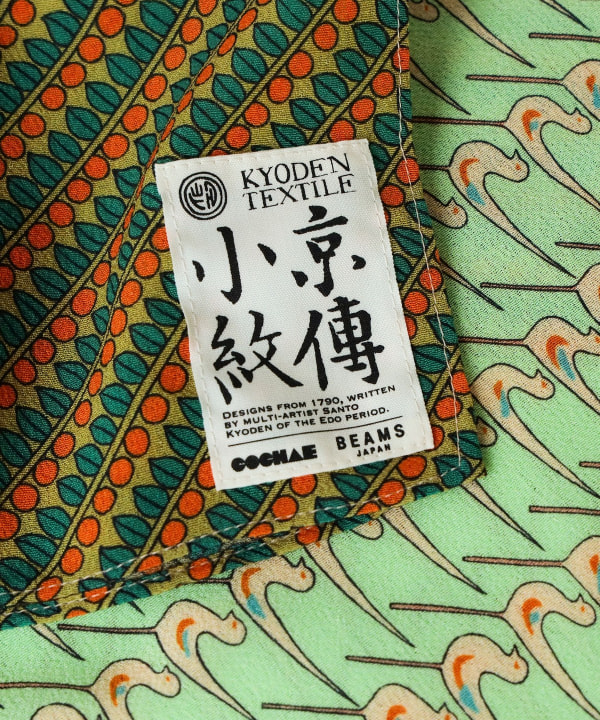 KYODEN
TEXTILE
京傳
小紋
DESIGNS FROM 1790, WRITTEN
BY MULTI-ARTIST SANTO
KYODEN OF THE EDO PERIOD.
COCHAE
BEAMS
JAPAN